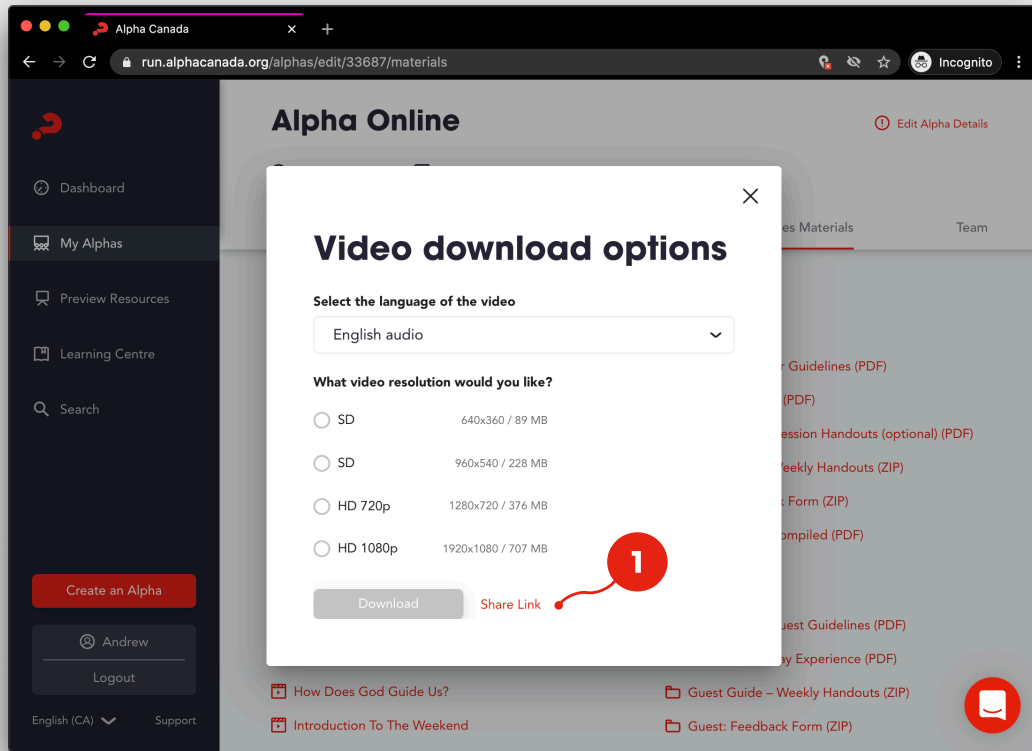 Alpha Canada
run.alphacanada.org/alphas/edit/33687/materials
Incognito
Alpha Online
Edit Alpha Details
Dashboard
My Alphas
Preview Resources
Learning Centre
Search
es Materials
Team
Video download options
Select the language of the video
English audio
What video resolution would you like?
SD 640x360 / 89 MB
SD 960x540 / 228 MB
HD 720p 1280x720 / 376 MB
HD 1080p 1920x1080 / 707 MB
1
Download Share Link
Guidelines (PDF)
(PDF)
ession Handouts (optional) (PDF)
eekly Handouts (ZIP)
Form (ZIP)
ompiled (PDF)
uest Guidelines (PDF)
ay Experience (PDF)
How Does God Guide Us?
Guest Guide – Weekly Handouts (ZIP)
Introduction To The Weekend
Guest: Feedback Form (ZIP)
Create an Alpha
Andrew
Logout
English (CA)
Support